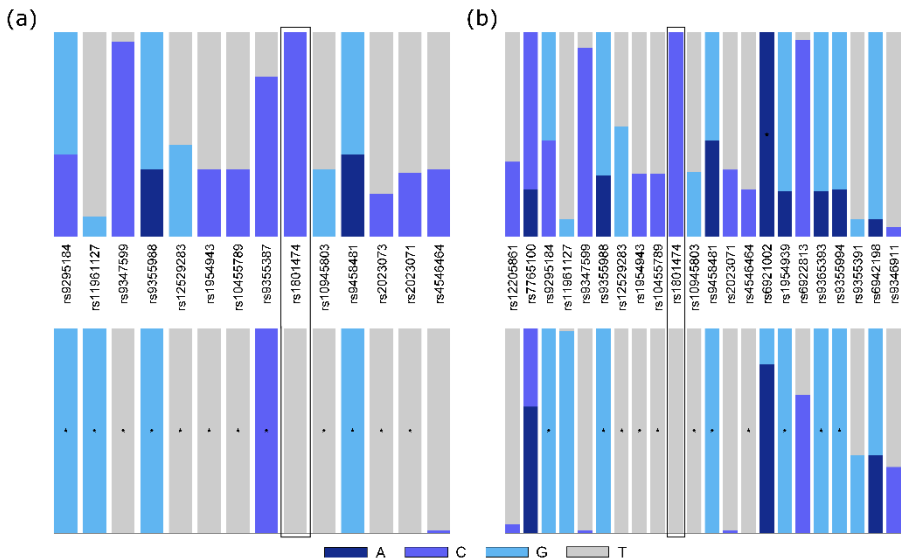 (a)
(b)
rs9295184
rs11961127
rs9347599
rs9355988
rs12529283
rs1954943
rs10455789
rs9355387
rs1801474
rs10945803
rs9458481
rs2023073
rs2023071
rs4546464
rs12205861
rs7765100
rs9295184
rs11961127
rs9347599
rs9355988
rs12529283
rs1954943
rs10455789
rs1801474
rs10945803
rs9458481
rs2023071
rs4546464
rs6921002
rs1954939
rs6922813
rs9365393
rs9355994
rs9355391
rs6942198
rs9346911
* * * * * * * * * * * *
* * * * * * * * * * * *
A C G T